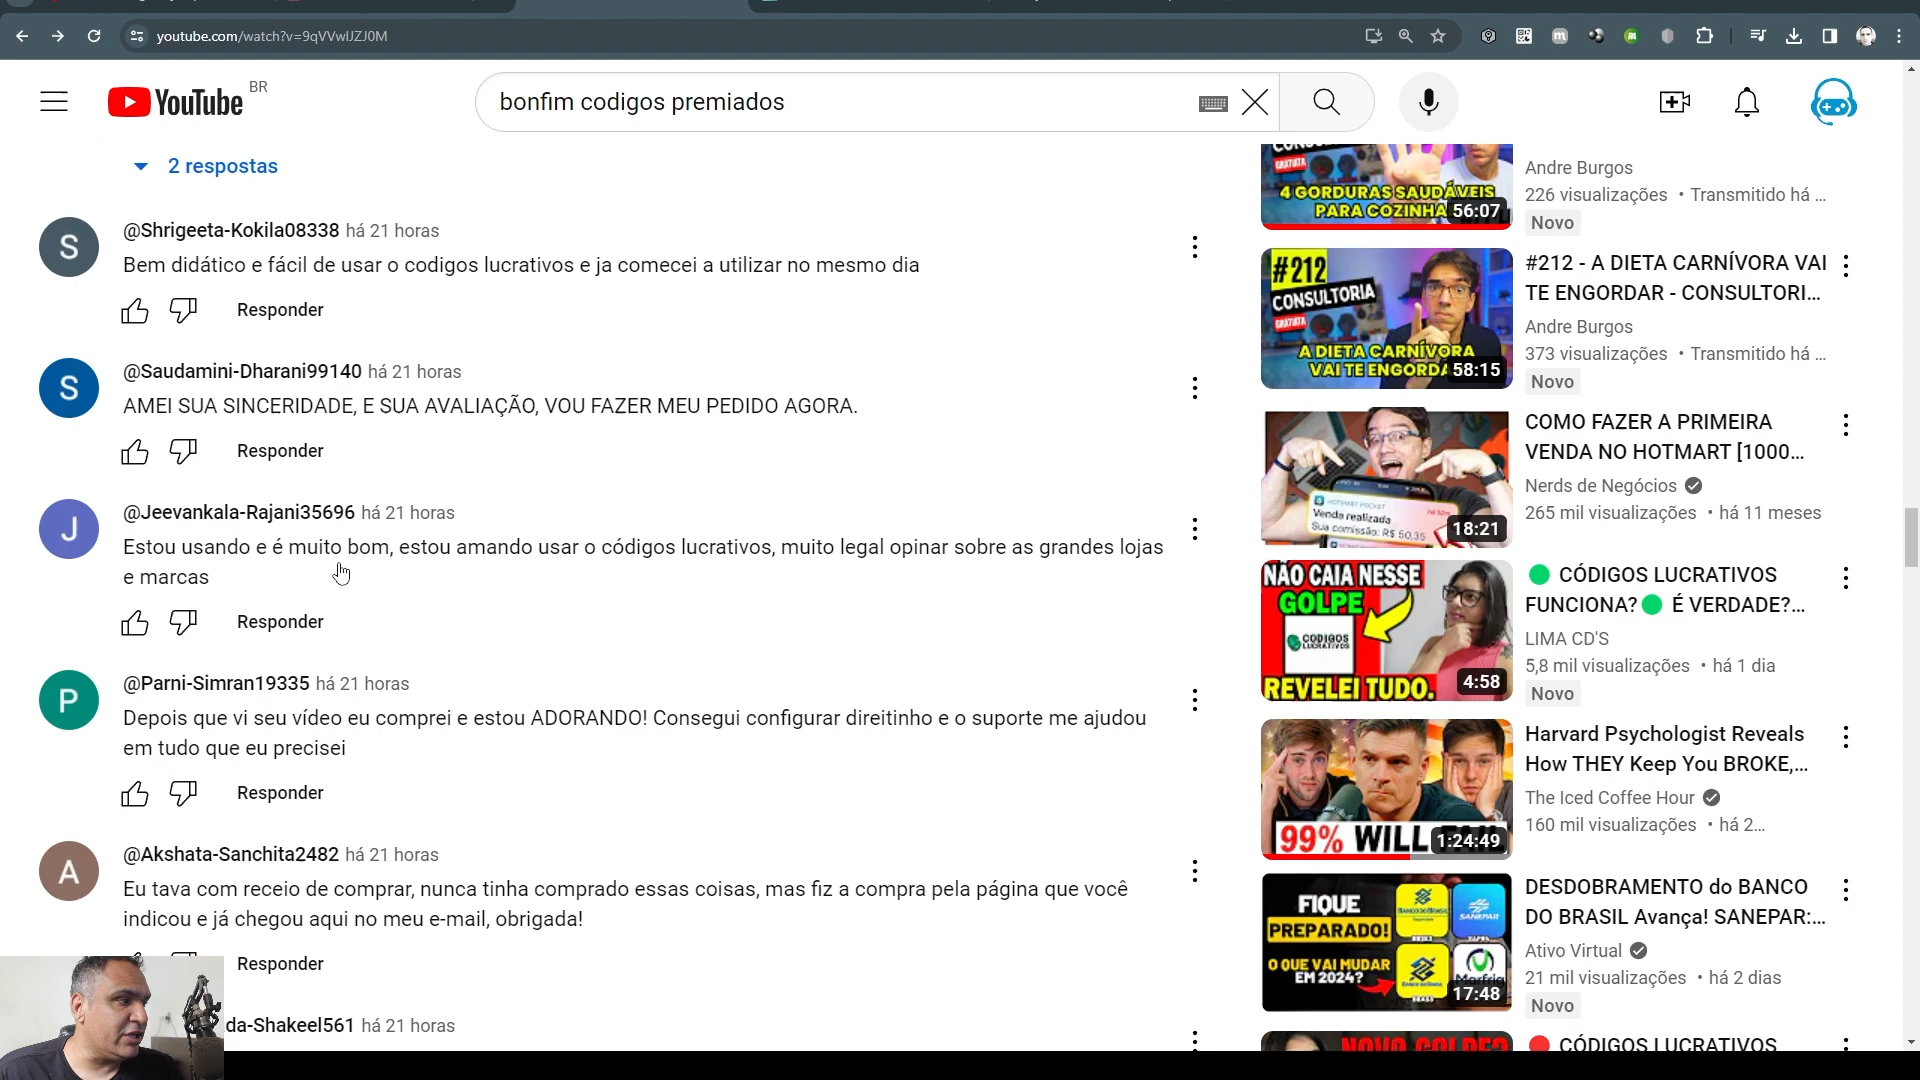 youtube.com/watch?v=9qVVwIJZJ0M
YouTube BR
bonfim codigos premiados
2 respostas
@Shrigeeta-Kokila08338 há 21 horas
Bem didático e fácil de usar o codigos lucrativos e ja comecei a utilizar no mesmo dia
Responder
@Saudamini-Dharani99140 há 21 horas
AMEI SUA SINCERIDADE, E SUA AVALIAÇÃO, VOU FAZER MEU PEDIDO AGORA.
Responder
@Jeevankala-Rajani35696 há 21 horas
Estou usando e é muito bom, estou amando usar o códigos lucrativos, muito legal opinar sobre as grandes lojas
e marcas
Responder
@Parni-Simran19335 há 21 horas
Depois que vi seu vídeo eu comprei e estou ADORANDO! Consegui configurar direitinho e o suporte me ajudou
em tudo que eu precisei
Responder
@Akshata-Sanchita2482 há 21 horas
Eu tava com receio de comprar, nunca tinha comprado essas coisas, mas fiz a compra pela página que você
indicou e já chegou aqui no meu e-mail, obrigada!
Responder
da-Shakeel561 há 21 horas
S
S
J
P
A
CONSULTORIA
GRATUITA
4 GORDURAS SAUDÁVEIS
PARA COZINHA
56:07
Andre Burgos
226 visualizações • Transmitido há ...
Novo
#212
CONSULTORIA
GRATUITA
A DIETA CARNÍVORA
VAI TE ENGORDA
58:15
#212 - A DIETA CARNÍVORA VAI
TE ENGORDAR - CONSULTORI...
Andre Burgos
373 visualizações • Transmitido há ...
Novo
HOTMART POCKET
Venda realizada
Sua comissão: R$ 50,35
18:21
COMO FAZER A PRIMEIRA
VENDA NO HOTMART [1000...
Nerds de Negócios
265 mil visualizações • há 11 meses
NÃO CAIA NESSE
GOLPE
CODIGOS
LUCRATIVOS
REVELEI TUDO.
4:58
CÓDIGOS LUCRATIVOS
FUNCIONA? É VERDADE?...
LIMA CD'S
5,8 mil visualizações • há 1 dia
Novo
99% WILL FAIL
1:24:49
Harvard Psychologist Reveals
How THEY Keep You BROKE,...
The Iced Coffee Hour
160 mil visualizações • há 2...
FIQUE
PREPARADO!
O QUE VAI MUDAR
EM 2024?
BANCO DO BRASIL
SANEPAR
Marfrig
17:48
DESDOBRAMENTO do BANCO
DO BRASIL Avança! SANEPAR:...
Ativo Virtual
21 mil visualizações • há 2 dias
Novo
NOVO GOLPE?
CÓDIGOS LUCRATIVOS